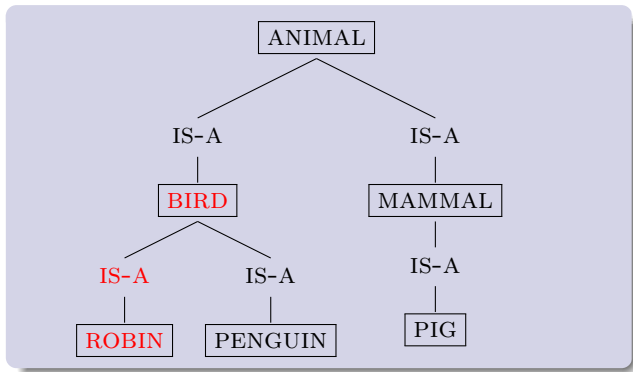 ANIMAL
IS-A IS-A
BIRD MAMMAL
IS-A IS-A IS-A
ROBIN PENGUIN PIG